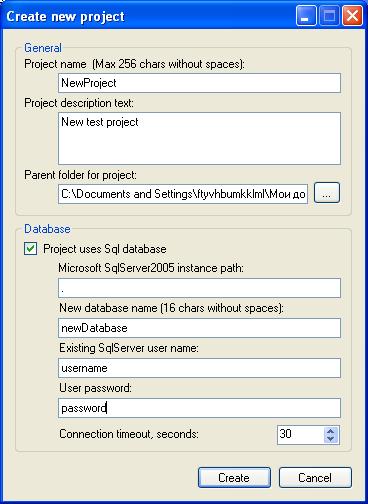 Create new project
General
Project name (Max 256 chars without spaces):
NewProject
Project description text:
New test project
Parent folder for project:
C:\Documents and Settings\ftyvhbumkklml\Мои до
...
Database
Project uses Sql database
Microsoft SqlServer2005 instance path:
.
New database name (16 chars without spaces):
newDatabase
Existing SqlServer user name:
username
User password:
password
Connection timeout, seconds: 30
Create Cancel